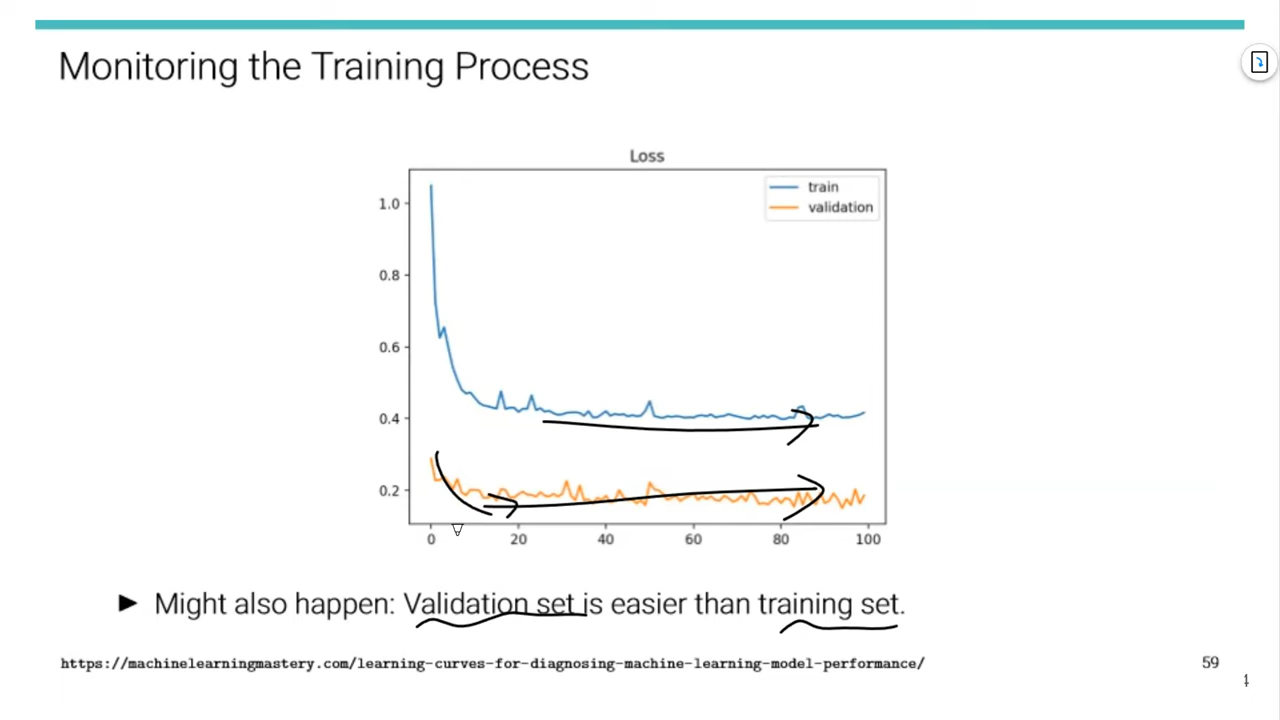 Monitoring the Training Process
Loss
train
validation
1.0
0.8
0.6
0.4
0.2
0 20 40 60 80 100
► Might also happen: Validation set is easier than training set.
https://machinelearningmastery.com/learning-curves-for-diagnosing-machine-learning-model-performance/ 59